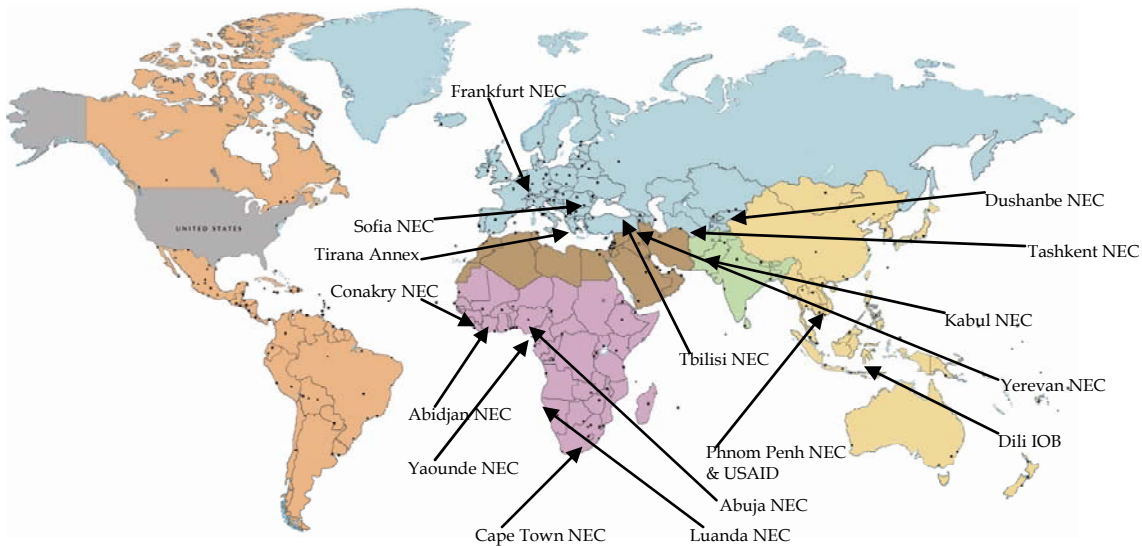 Frankfurt NEC
Dushanbe NEC
Sofia NEC
UNITED STATES
Tashkent NEC
Tirana Annex
Conakry NEC
Kabul NEC
Tbilisi NEC
Yerevan NEC
Abidjan NEC
Dili IOB
Phnom Penh NEC
& USAID
Yaounde NEC
Abuja NEC
Cape Town NEC
Luanda NEC